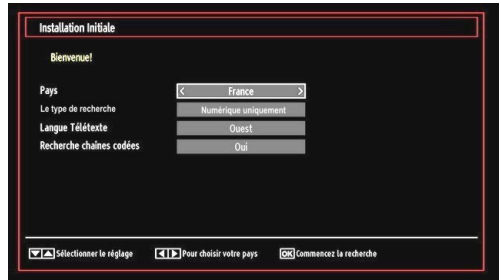 Installation Initiale
Bienvenue!
Pays < France >
Le type de recherche Numérique uniquement
Langue Télétexte Ouest
Recherche chaînes codées Oui
Sélectionner le réglage Pour choisir votre pays OK Commencez la recherche